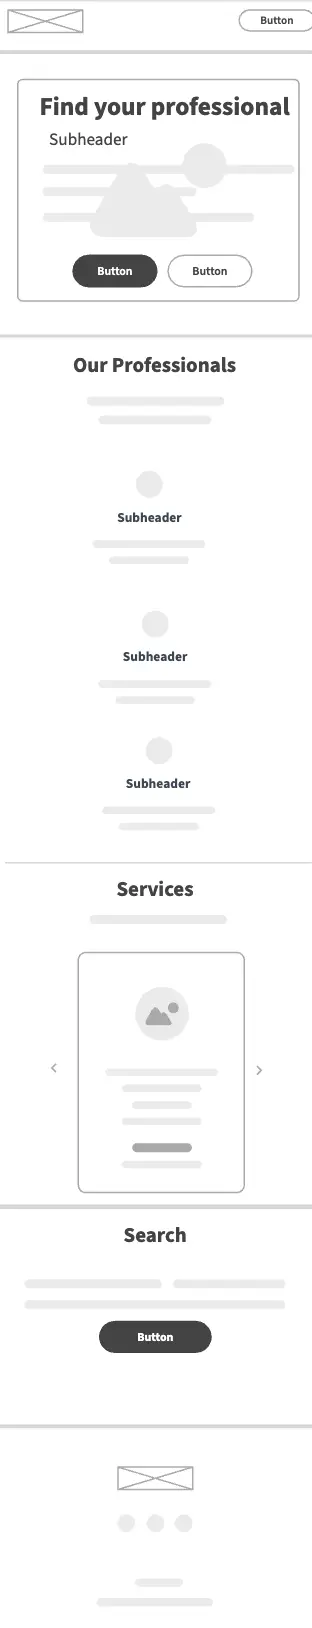 Button
Find your professional
Subheader
Button
Button
Our Professionals
Subheader
Subheader
Subheader
Services
Search
Button